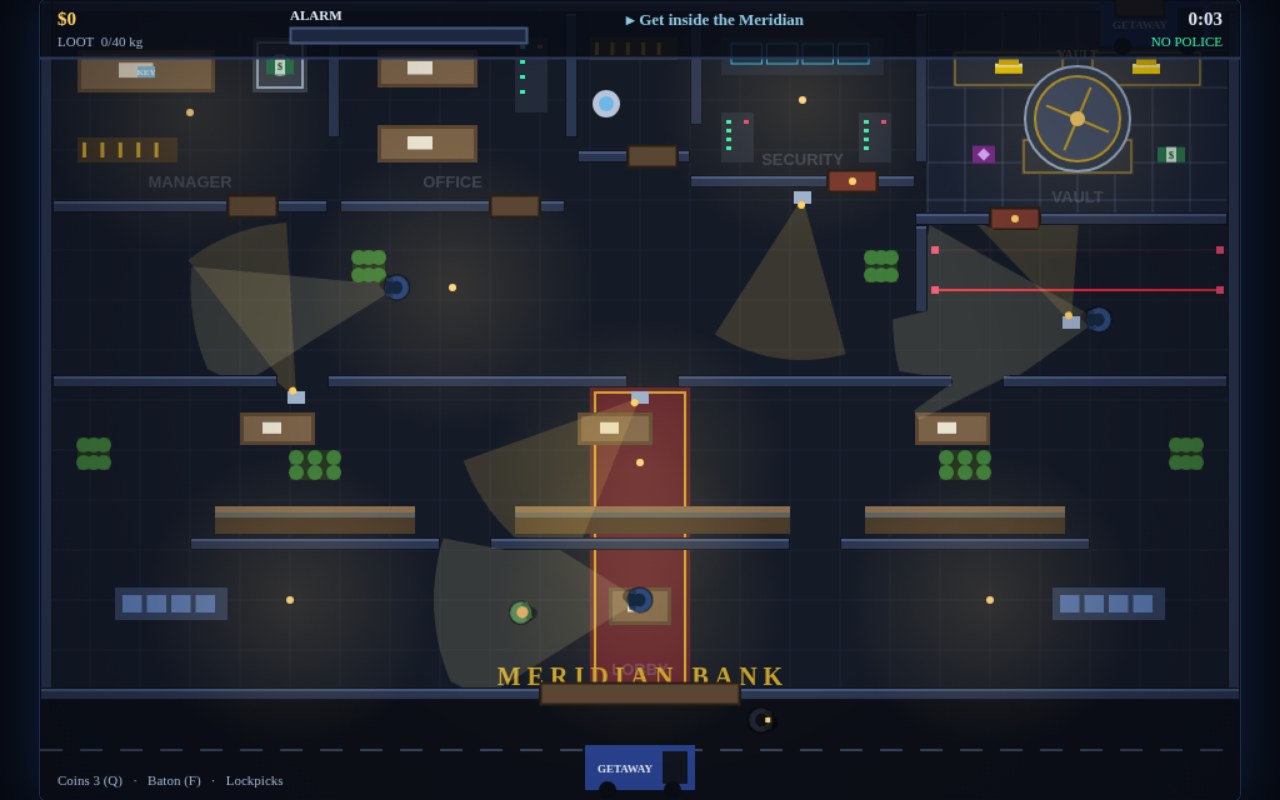 $0
ALARM
▸ Get inside the Meridian
0:03
LOOT 0/40 kg
NO POLICE
GETAWAY
VAULT
KEY
$
$
SECURITY
MANAGER
OFFICE
VAULT
LOBBY
MERIDIAN BANK
GETAWAY
Coins 3 (Q) · Baton (F) · Lockpicks